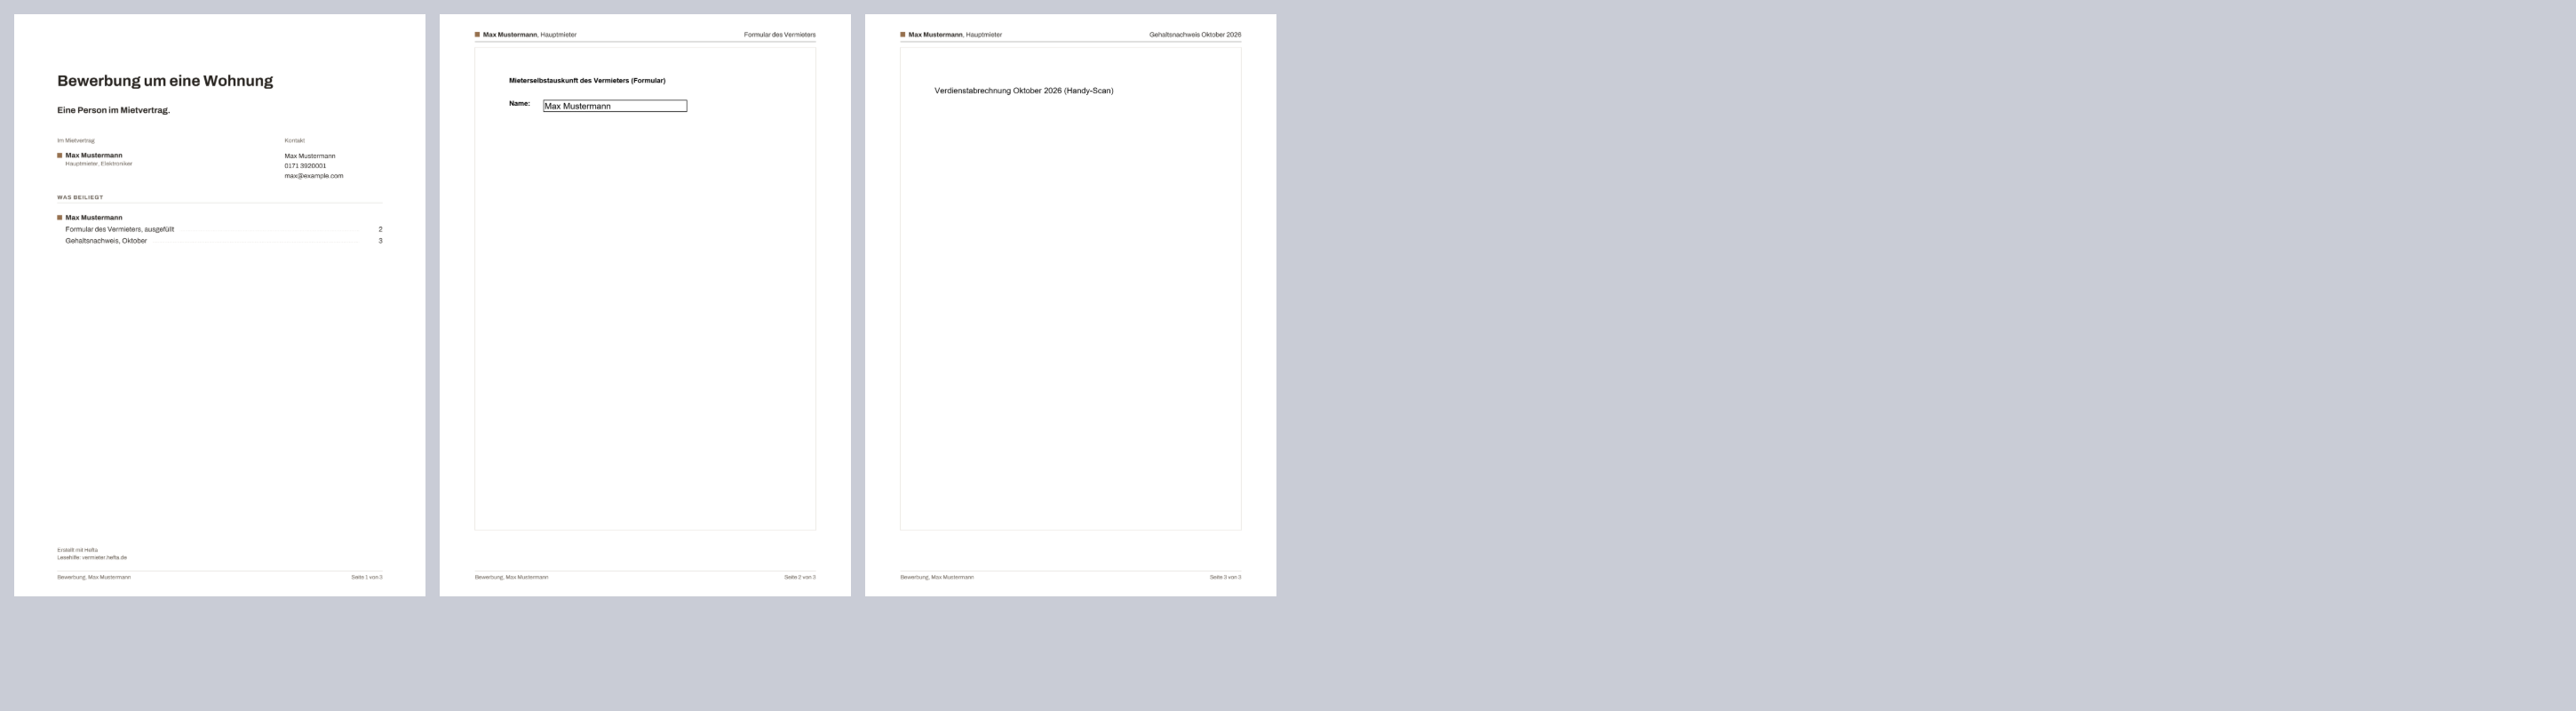 Bewerbung um eine Wohnung
Eine Person im Mietvertrag.
Im Mietvertrag
Max Mustermann
Hauptmieter, Elektroniker
Kontakt
Max Mustermann
0171 3920001
max@example.com
WAS BEILIEGT
Max Mustermann
Formular des Vermieters, ausgefüllt 2
Gehaltsnachweis, Oktober 3
Erstellt mit Hefta
Lesehilfe: vermieter.hefta.de
Bewerbung, Max Mustermann Seite 1 von 3
Max Mustermann, Hauptmieter Formular des Vermieters
Mieterselbstauskunft des Vermieters (Formular)
Name: Max Mustermann
Bewerbung, Max Mustermann Seite 2 von 3
Max Mustermann, Hauptmieter Gehaltsnachweis Oktober 2026
Verdienstabrechnung Oktober 2026 (Handy-Scan)
Bewerbung, Max Mustermann Seite 3 von 3